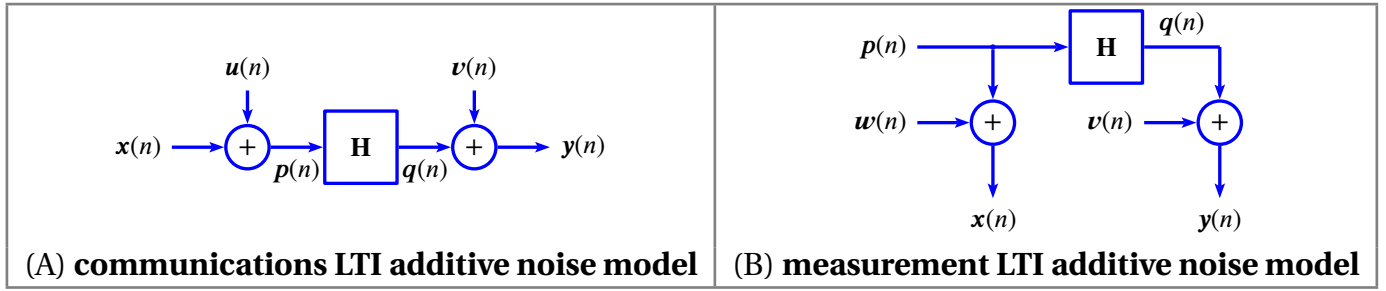 u(n)
v(n)
x(n)
+
H
+
y(n)
p(n)
q(n)
(A) communications LTI additive noise model
q(n)
p(n)
H
w(n)
+
v(n)
+
x(n)
y(n)
(B) measurement LTI additive noise model